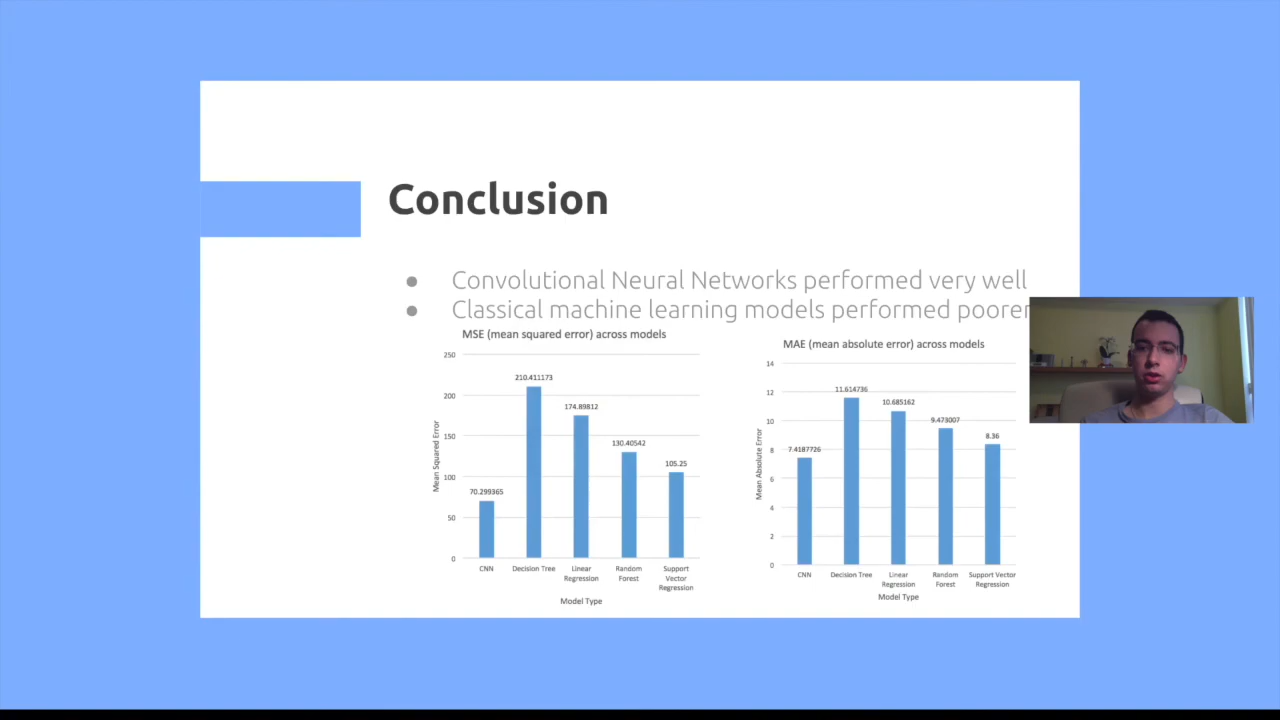 Conclusion
● Convolutional Neural Networks performed very well
● Classical machine learning models performed poorer
MSE (mean squared error) across models
250
200
150
100
50
0
Mean Squared Error
70.299365
210.411173
174.89812
130.40542
105.25
CNN
Decision Tree
Linear
Regression
Random
Forest
Support
Vector
Regression
Model Type
MAE (mean absolute error) across models
14
12
10
8
6
4
2
0
Mean Absolute Error
7.4187726
11.614736
10.685162
9.473007
8.36
CNN
Decision Tree
Linear
Regression
Random
Forest
Support Vector
Regression
Model Type